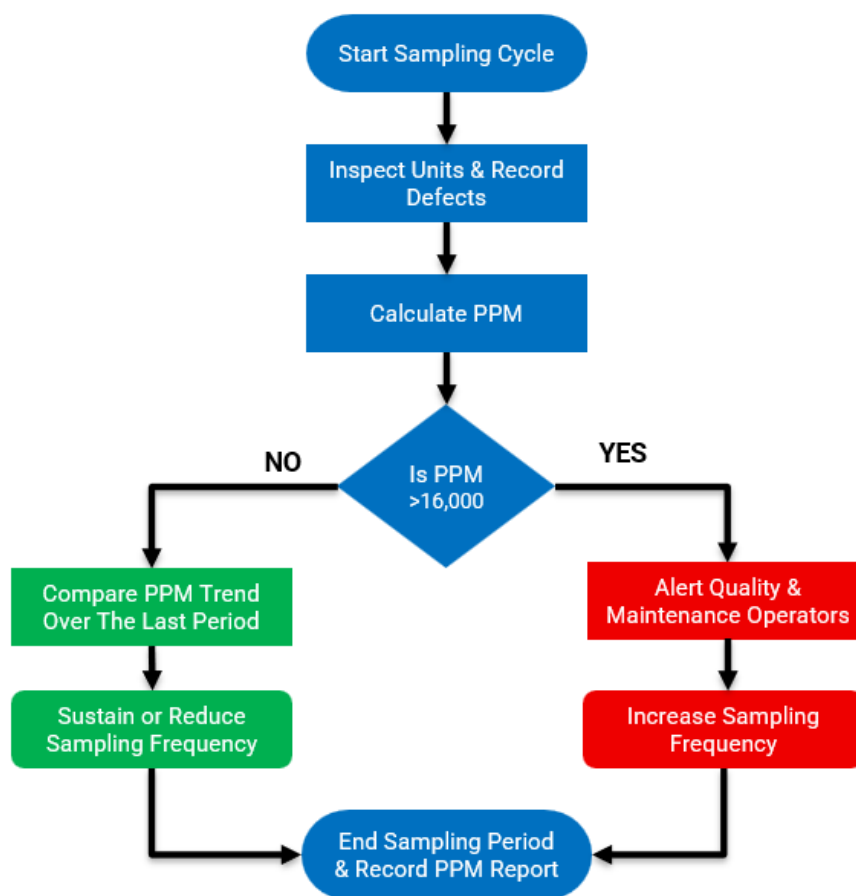 Start Sampling Cycle
Inspect Units & Record
Defects
Calculate PPM
Is PPM
>16,000
NO
YES
Compare PPM Trend
Over The Last Period
Alert Quality &
Maintenance Operators
Sustain or Reduce
Sampling Frequency
Increase Sampling
Frequency
End Sampling Period
& Record PPM Report